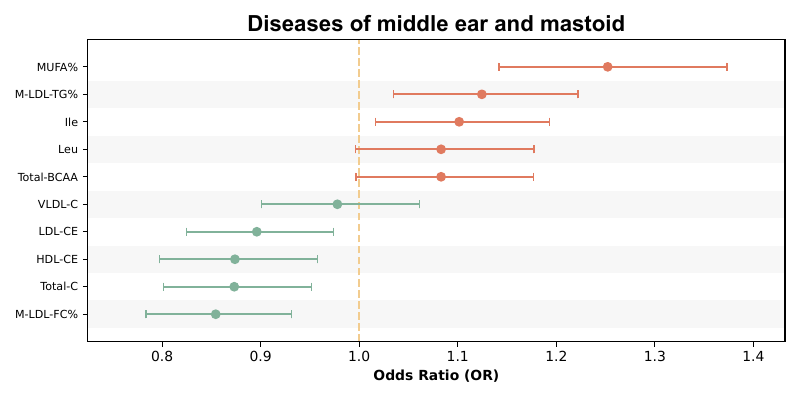 Diseases of middle ear and mastoid
MUFA%
M-LDL-TG%
Ile
Leu
Total-BCAA
VLDL-C
LDL-CE
HDL-CE
Total-C
M-LDL-FC%
0.8 0.9 1.0 1.1 1.2 1.3 1.4
Odds Ratio (OR)